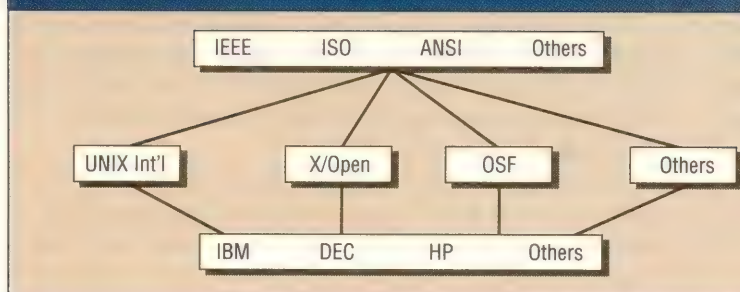 IEEE ISO ANSI Others
UNIX Int'l X/Open OSF Others
IBM DEC HP Others